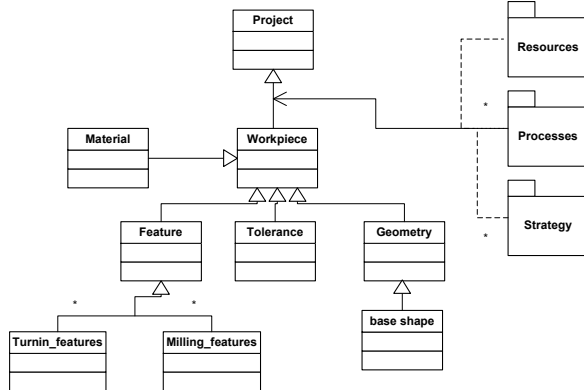 Project
Resources
*
Material
Workpiece
Processes
Feature
Tolerance
Geometry
Strategy
*
*
*
Turnin_features
Milling_features
base shape